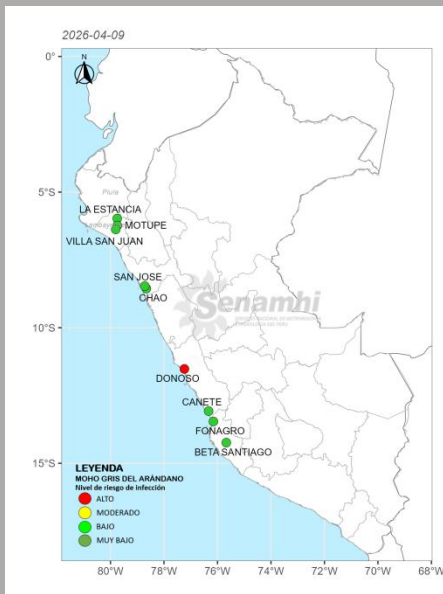 2026-04-09
N
0°
5°S
Piura
LA ESTANCIA
MOTUPE
VILLA SAN JUAN
SAN JOSE
CHAO
Senamhi
10°S
DONOSO
CANETE
FONAGRO
BETA SANTIAGO
15°S
LEYENDA
MOHO GRIS DEL ARÁNDANO
Nivel de riesgo de infección
ALTO
MODERADO
BAJO
MUY BAJO
80°W 78°W 76°W 74°W 72°W 70°W 68°W